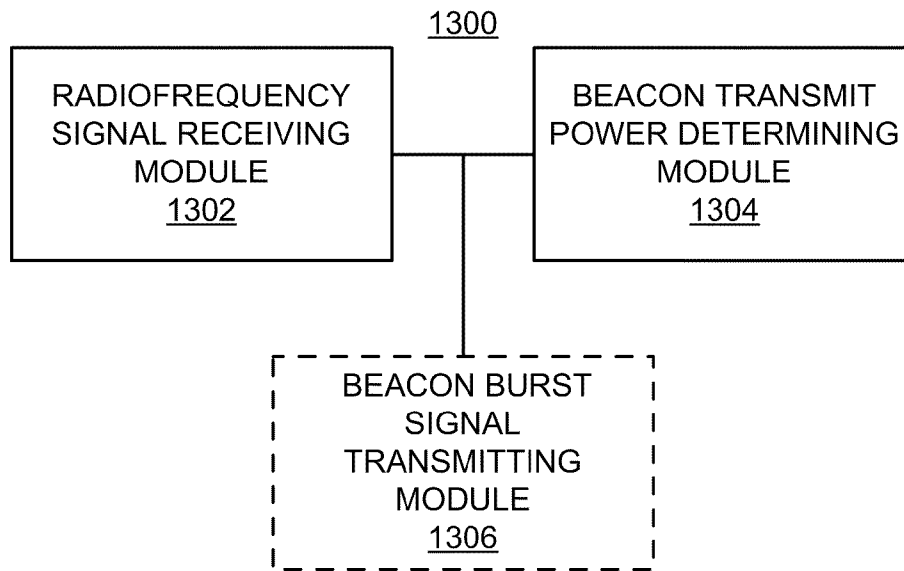 1300
RADIOFREQUENCY
SIGNAL RECEIVING
MODULE
1302
BEACON TRANSMIT
POWER DETERMINING
MODULE
1304
BEACON BURST
SIGNAL
TRANSMITTING
MODULE
1306